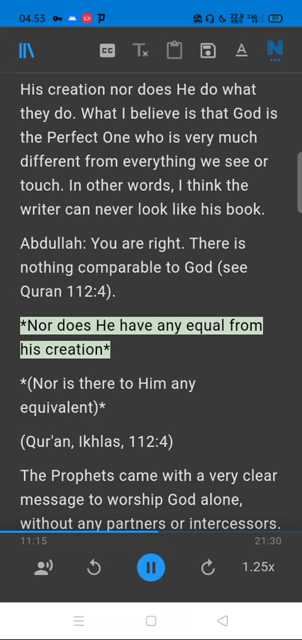 04.53
CC
His creation nor does He do what
they do. What I believe is that God is
the Perfect One who is very much
different from everything we see or
touch. In other words, I think the
writer can never look like his book.
Abdullah: You are right. There is
nothing comparable to God (see
Quran 112:4).
*Nor does He have any equal from
his creation*
*(Nor is there to Him any
equivalent)*
(Qur'an, Ikhlas, 112:4)
The Prophets came with a very clear
message to worship God alone,
without any partners or intercessors.
11:15
21:30
1.25x